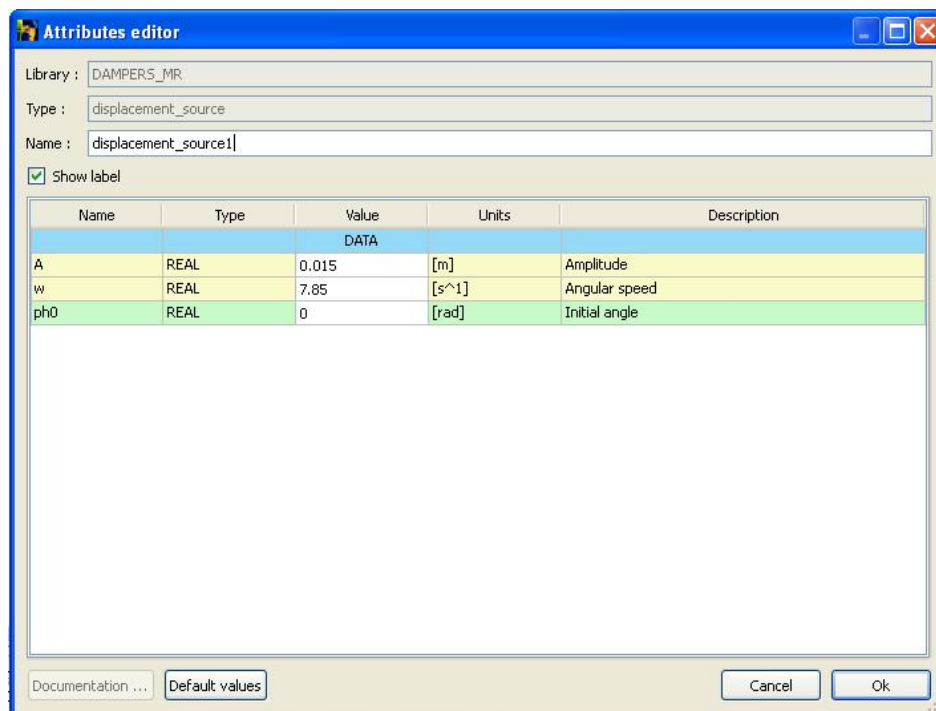 Attributes editor
Library : DAMPERS_MR
Type : displacement_source
Name : displacement_source1
Show label
Name Type Value Units Description
DATA
A REAL 0.015 [m] Amplitude
w REAL 7.85 [s^1] Angular speed
ph0 REAL 0 [rad] Initial angle
Documentation ... Default values Cancel Ok